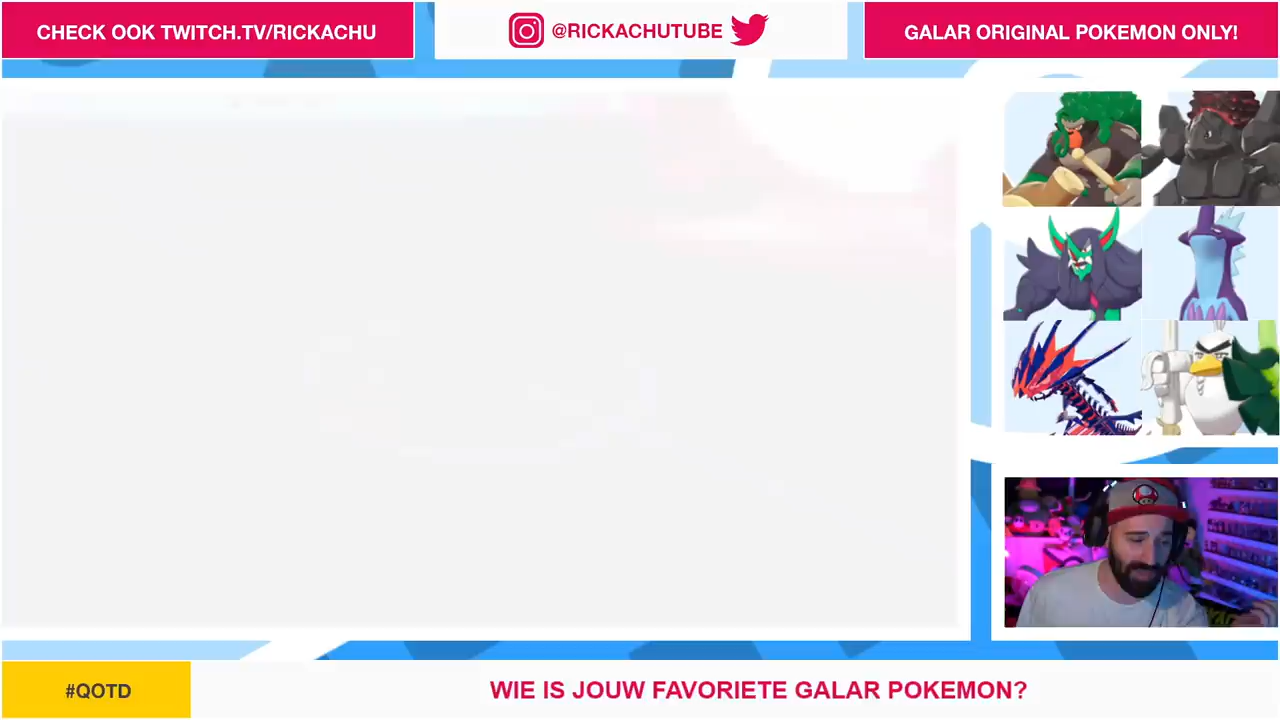 CHECK OOK TWITCH.TV/RICKACHU
@RICKACHUTUBE
GALAR ORIGINAL POKEMON ONLY!
#QOTD
WIE IS JOUW FAVORIETE GALAR POKEMON?